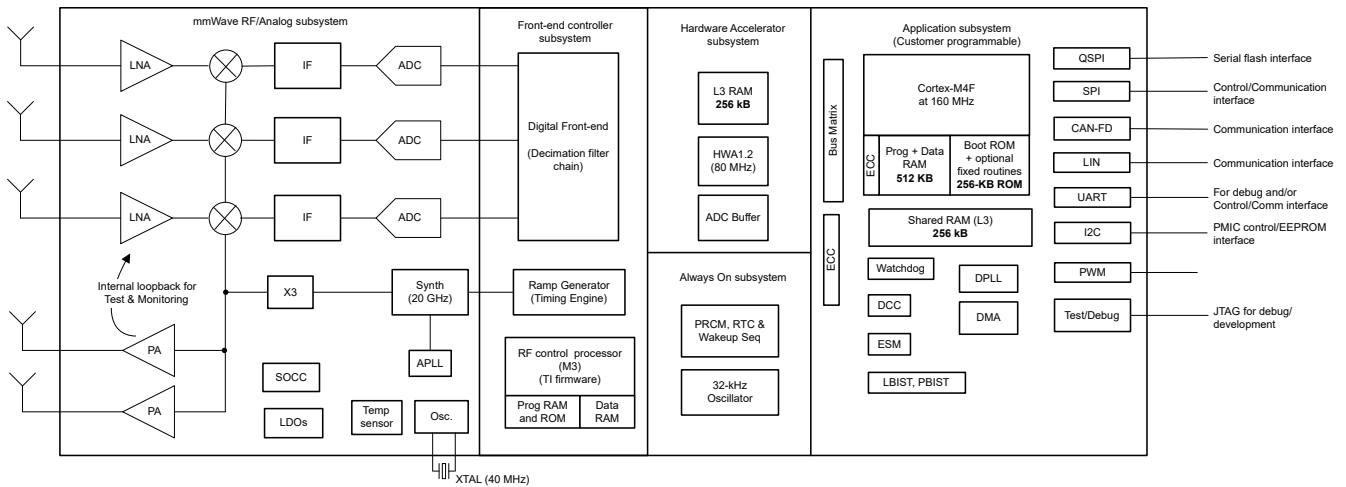 mmWave RF/Analog subsystem
LNA
IF
ADC
LNA
IF
ADC
LNA
IF
ADC
Internal loopback for
Test & Monitoring
X3
Synth
(20 GHz)
PA
APLL
SOCC
PA
LDOs
Temp
sensor
Osc.
XTAL (40 MHz)
Front-end controller
subsystem
Digital Front-end
(Decimation filter
chain)
Ramp Generator
(Timing Engine)
RF control processor
(M3)
(TI firmware)
Prog RAM
and ROM
Data
RAM
Hardware Accelerator
subsystem
L3 RAM
256 kB
HWA1.2
(80 MHz)
ADC Buffer
Always On subsystem
PRCM, RTC &
Wakeup Seq
32-kHz
Oscillator
Application subsystem
(Customer programmable)
Bus Matrix
Cortex-M4F
at 160 MHz
ECC
Prog + Data
RAM
512 KB
Boot ROM
+ optional
fixed routines
256-KB ROM
ECC
Shared RAM (L3)
256 kB
Watchdog
DPLL
DCC
DMA
ESM
LBIST, PBIST
QSPI
Serial flash interface
SPI
Control/Communication
interface
CAN-FD
Communication interface
LIN
Communication interface
UART
For debug and/or
Control/Comm interface
I2C
PMIC control/EEPROM
interface
PWM
Test/Debug
JTAG for debug/
development